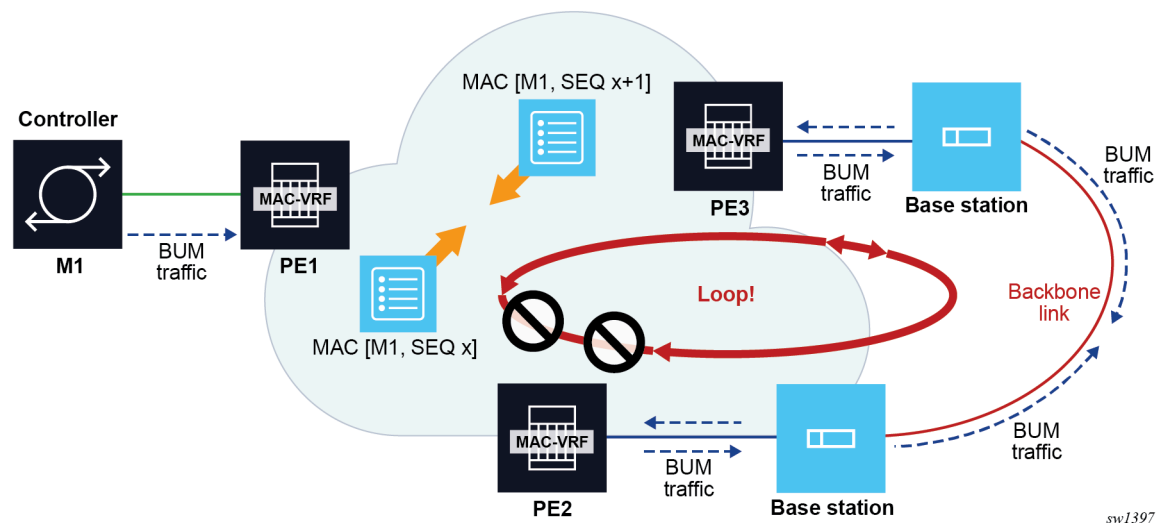 MAC [M1, SEQ x+1]
Controller
MAC-VRF
MAC-VRF
BUM
traffic
BUM
traffic
PE3
Base station
BUM
traffic
M1
PE1
Loop!
Backbone
link
MAC [M1, SEQ x]
MAC-VRF
BUM
traffic
BUM
traffic
PE2
Base station
sw1397